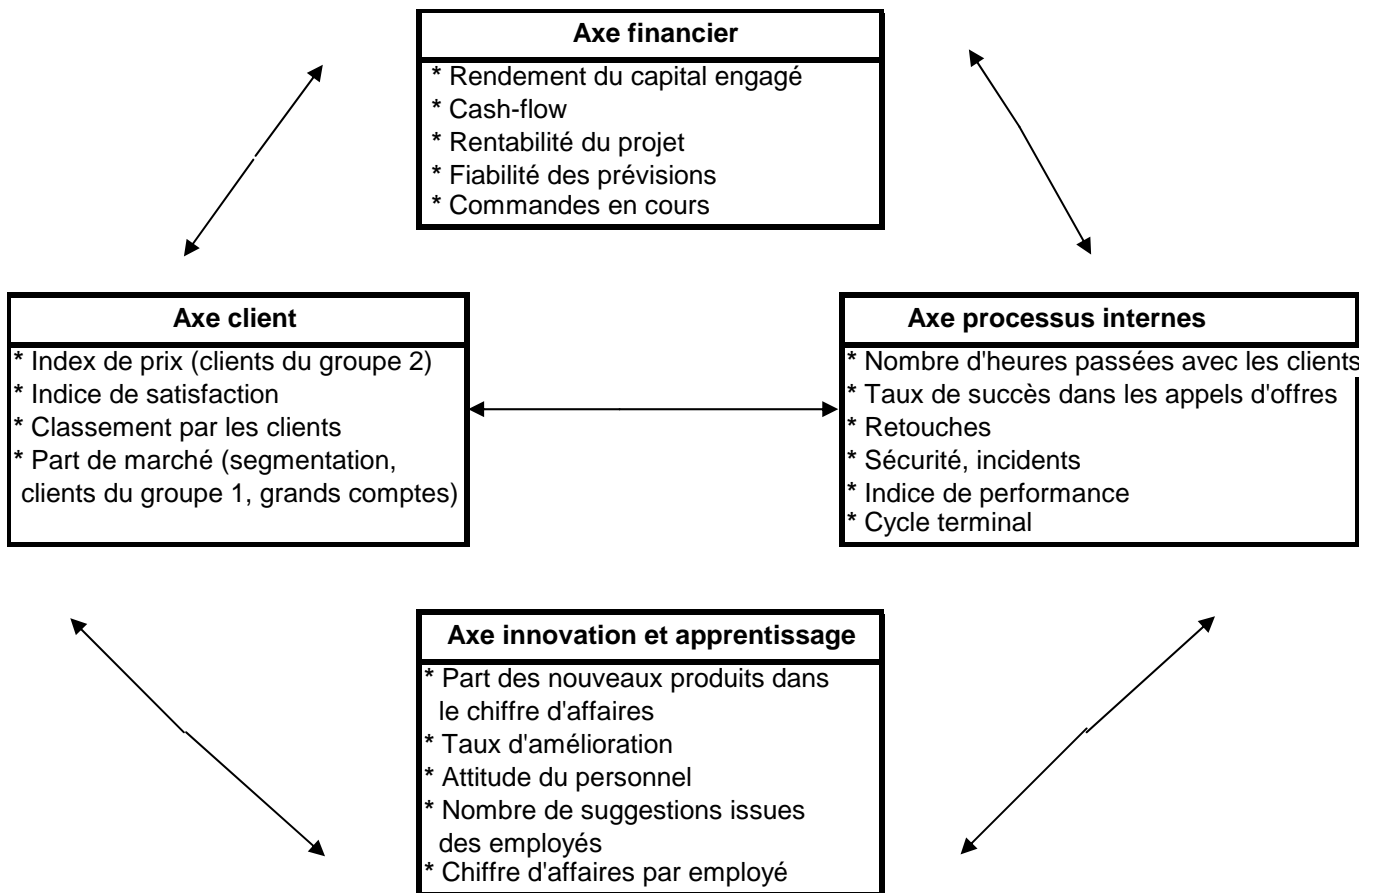 Axe financier
* Rendement du capital engagé
* Cash-flow
* Rentabilité du projet
* Fiabilité des prévisions
* Commandes en cours
Axe client
* Index de prix (clients du groupe 2)
* Indice de satisfaction
* Classement par les clients
* Part de marché (segmentation,
clients du groupe 1, grands comptes)
Axe processus internes
* Nombre d'heures passées avec les clients
* Taux de succès dans les appels d'offres
* Retouches
* Sécurité, incidents
* Indice de performance
* Cycle terminal
Axe innovation et apprentissage
* Part des nouveaux produits dans
le chiffre d'affaires
* Taux d'amélioration
* Attitude du personnel
* Nombre de suggestions issues
des employés
* Chiffre d'affaires par employé